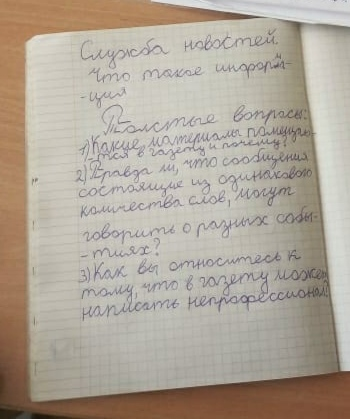 Служба новостей.
Что такое информ-
-ция
Толстые вопросы:
1) Какие материалы помещаю-
-тся в газету и почему?
2) Правда ли, что сообщения
состоящие из одинакового
количества слов, могут
говорить о разных собы-
-тиях?
3) Как вы относитесь к
тому, что в газету может
написать непрофессионал?